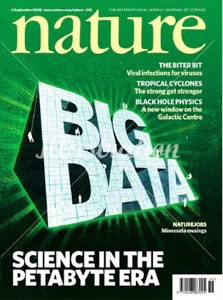 4 September 2008 | www.nature.com/nature | £10
THE INTERNATIONAL WEEKLY JOURNAL OF SCIENCE
nature
THE BITER BIT
Viral infections for viruses
TROPICAL CYCLONES
The strong get stronger
BLACK HOLE PHYSICS
A new window on the
Galactic Centre
BIG
DATA
NATUREJOBS
Minnesota musings
SCIENCE IN THE
PETABYTE ERA